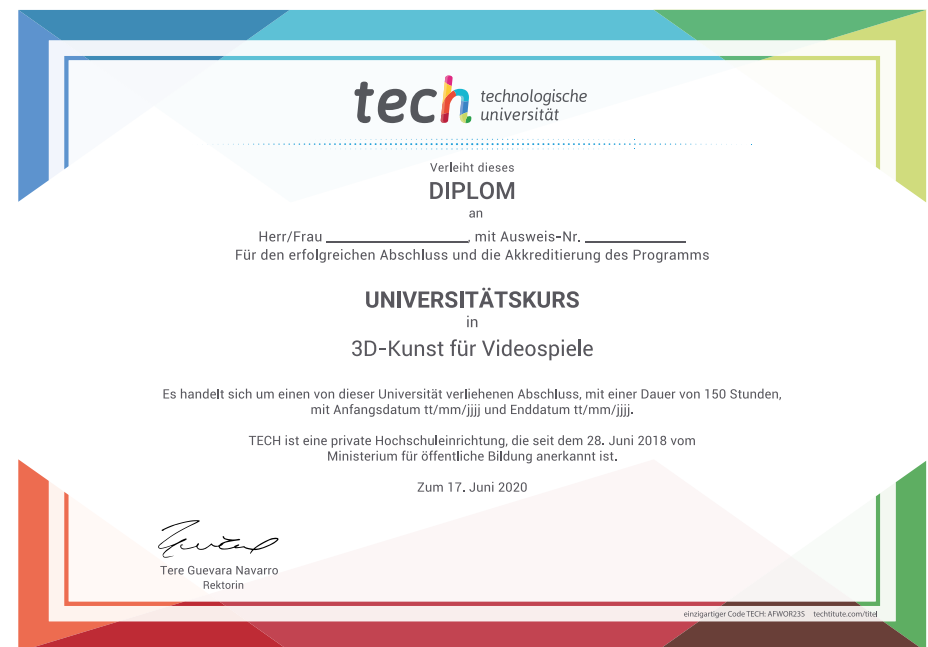 tech technologische
universität
Verleiht dieses
DIPLOM
an
Herr/Frau ____________________, mit Ausweis-Nr. ______________
Für den erfolgreichen Abschluss und die Akkreditierung des Programms
UNIVERSITÄTSKURS
in
3D-Kunst für Videospiele
Es handelt sich um einen von dieser Universität verliehenen Abschluss, mit einer Dauer von 150 Stunden,
mit Anfangsdatum tt/mm/jjjj und Enddatum tt/mm/jjjj.
TECH ist eine private Hochschuleinrichtung, die seit dem 28. Juni 2018 vom
Ministerium für öffentliche Bildung anerkannt ist.
Zum 17. Juni 2020
Tere Guevara Navarro
Rektorin
einzigartiger Code TECH: AFWOR23S techtitute.com/titel